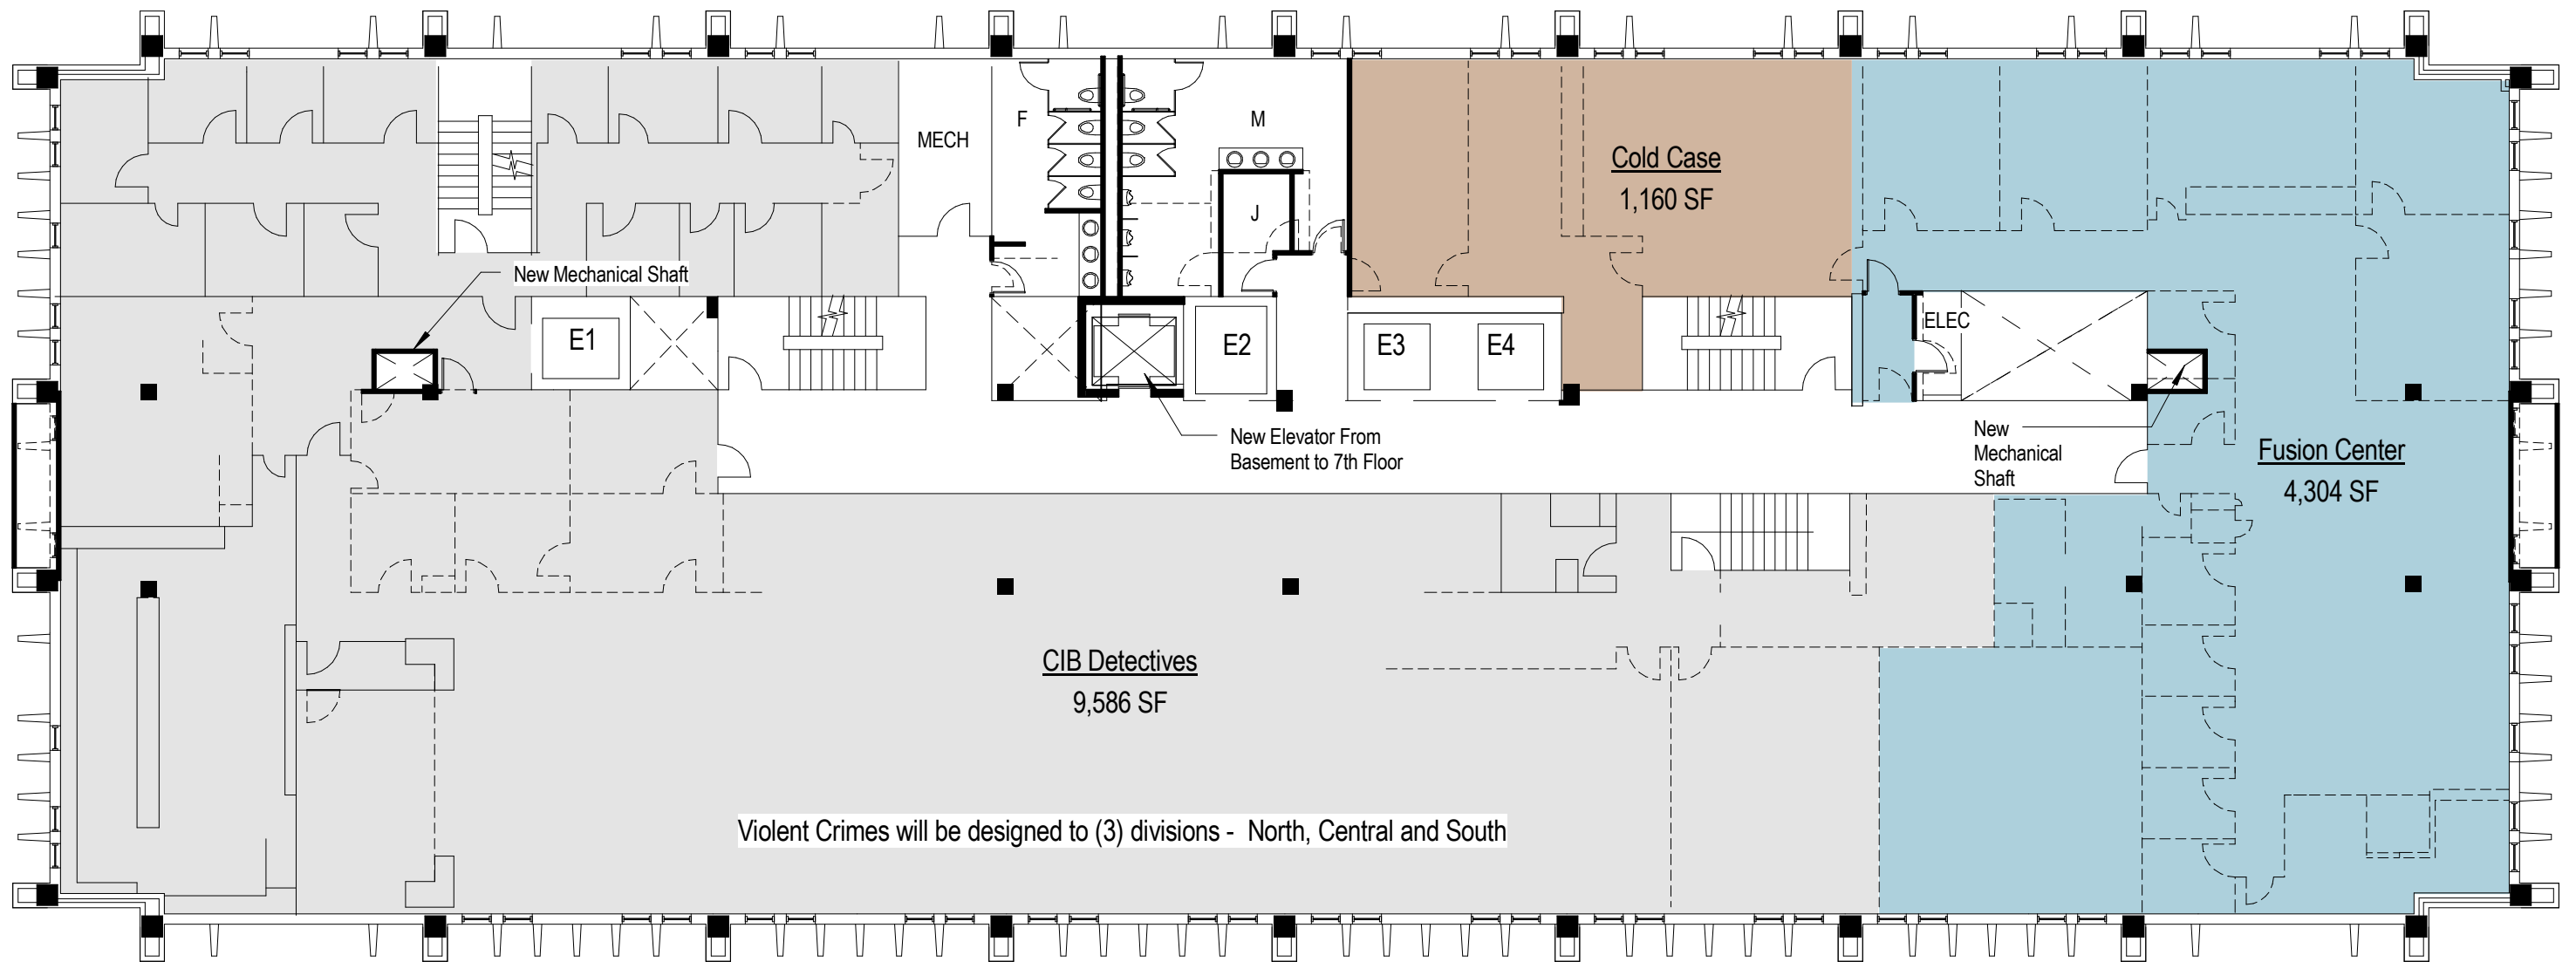 MECH
F
M
J
Cold Case
1,160 SF
New Mechanical Shaft
E1
E2
E3
E4
ELEC
New Elevator From
Basement to 7th Floor
New
Mechanical
Shaft
Fusion Center
4,304 SF
CIB Detectives
9,586 SF
Violent Crimes will be designed to (3) divisions - North, Central and South